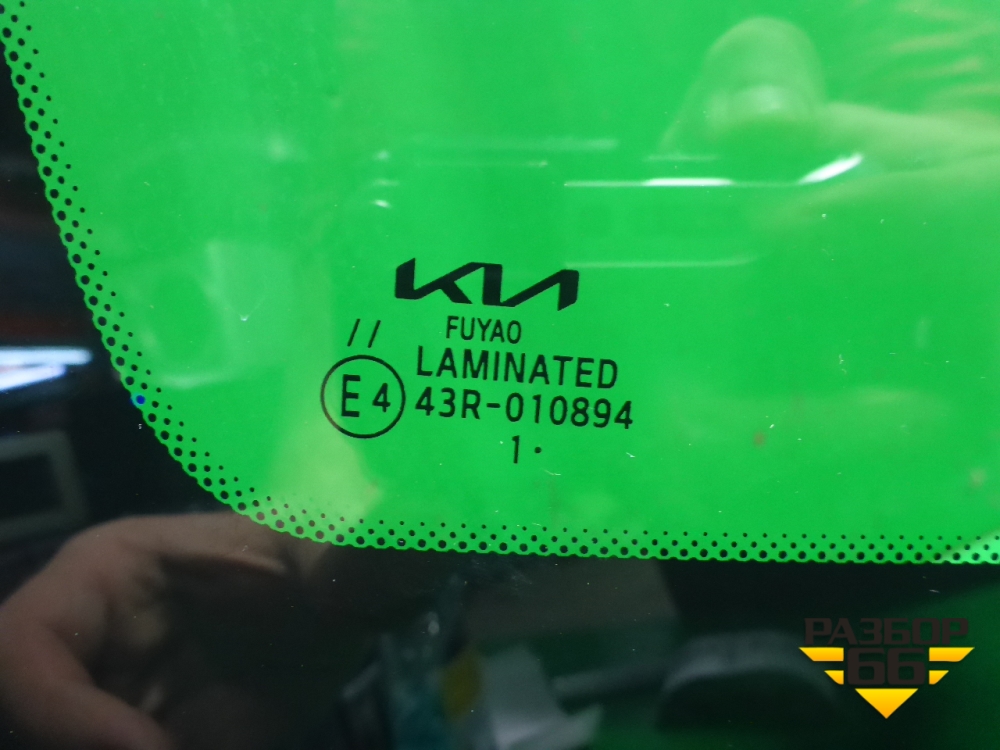 KIA
//
FUYAO
LAMINATED
E4 43R-010894
1·
РАЗБОР
66